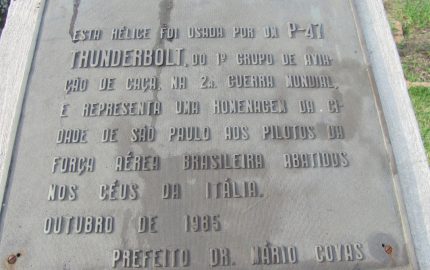 ESTA HÉLICE FOI USADA POR UM P-47
THUNDERBOLT, DO 1º GRUPO DE AVIA-
ÇÃO DE CAÇA, NA 2a. GUERRA MUNDIAL,
E REPRESENTA UMA HOMENAGEM DA CI-
DADE DE SÃO PAULO AOS PILOTOS DA
FORÇA AÉREA BRASILEIRA ABATIDOS
NOS CÉUS DA ITÁLIA.
OUTUBRO DE 1985
PREFEITO DR. MÁRIO COVAS